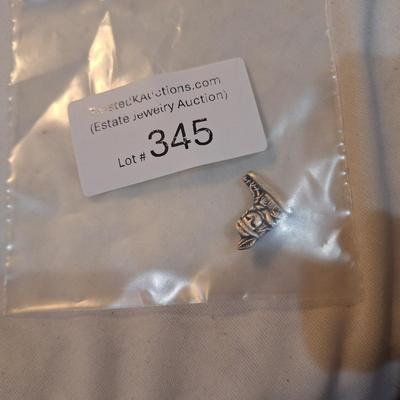 (Estate Jewelry Auction)
Lot # 345